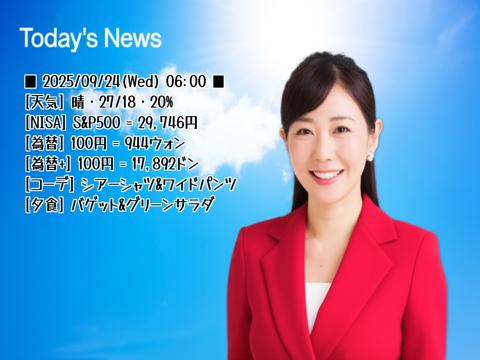 Today's News
■ 2025/09/24(Wed) 06:00 ■
[天気] 晴・27/18・20%
[NISA] S&P500 = 29,746円
[為替] 100円 = 944ウォン
[為替+] 100円 = 17,892ドン
[コーデ] シアーシャツ&ワイドパンツ
[夕食] バゲット&グリーンサラダ